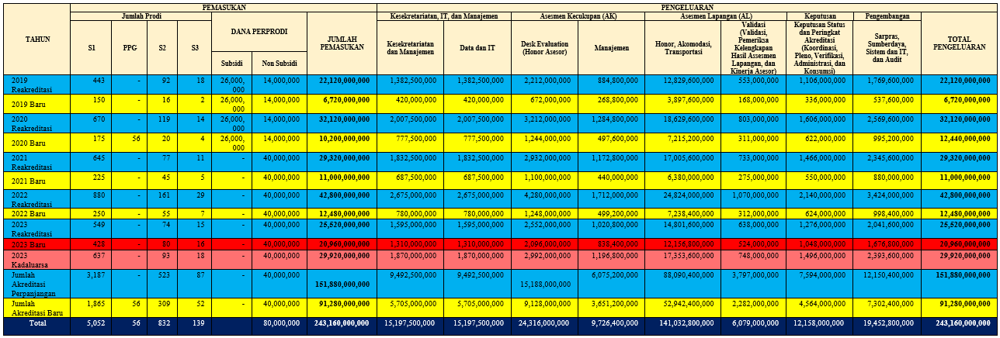 PEMASUKAN PENGELUARAN
TAHUN Jumlah Prodi DANA PERPRODI JUMLAH PEMASUKAN Kesekretariatan, IT, dan Manajemen Asesmen Kecukupan (AK) Asesmen Lapangan (AL) Keputusan Pengembangan TOTAL PENGELUARAN
S1 PPG S2 S3 Subsidi Non Subsidi Kesekretariatan dan Manajemen Data dan IT Desk Evaluation (Honor Asesor) Manajemen Honor, Akomodasi, Transportasi Validasi (Validasi, Pemeriksa Kelengkapan Hasil Assesmen Lapangan, dan Kinerja Asesor) Keputusan Status dan Peringkat Akreditasi (Koordinasi, Pleno, Verifikasi, Administrasi, dan Konsumsi) Sarpras, Sumberdaya, Sistem dan IT, dan Audit
2019 Reakreditasi 443 - 92 18 26,000,000 14,000,000 22,120,000,000 1,382,500,000 1,382,500,000 2,212,000,000 884,800,000 12,829,600,000 553,000,000 1,106,000,000 1,769,600,000 22,120,000,000
2019 Baru 150 - 16 2 26,000,000 14,000,000 6,720,000,000 420,000,000 420,000,000 672,000,000 268,800,000 3,897,600,000 168,000,000 336,000,000 537,600,000 6,720,000,000
2020 Reakreditasi 670 - 119 14 26,000,000 14,000,000 32,120,000,000 2,007,500,000 2,007,500,000 3,212,000,000 1,284,800,000 18,629,600,000 803,000,000 1,606,000,000 2,569,600,000 32,120,000,000
2020 Baru 175 56 20 4 26,000,000 14,000,000 10,200,000,000 777,500,000 777,500,000 1,244,000,000 497,600,000 7,215,200,000 311,000,000 622,000,000 995,200,000 12,440,000,000
2021 Reakreditasi 645 - 77 11 - 40,000,000 29,320,000,000 1,832,500,000 1,832,500,000 2,932,000,000 1,172,800,000 17,005,600,000 733,000,000 1,466,000,000 2,345,600,000 29,320,000,000
2021 Baru 225 - 45 5 - 40,000,000 11,000,000,000 687,500,000 687,500,000 1,100,000,000 440,000,000 6,380,000,000 275,000,000 550,000,000 880,000,000 11,000,000,000
2022 Reakreditasi 880 - 161 29 - 40,000,000 42,800,000,000 2,675,000,000 2,675,000,000 4,280,000,000 1,712,000,000 24,824,000,000 1,070,000,000 2,140,000,000 3,424,000,000 42,800,000,000
2022 Baru 250 - 55 7 - 40,000,000 12,480,000,000 780,000,000 780,000,000 1,248,000,000 499,200,000 7,238,400,000 312,000,000 624,000,000 998,400,000 12,480,000,000
2023 Reakreditasi 549 - 74 15 - 40,000,000 25,520,000,000 1,595,000,000 1,595,000,000 2,552,000,000 1,020,800,000 14,801,600,000 638,000,000 1,276,000,000 2,041,600,000 25,520,000,000
2023 Baru 428 - 80 16 - 40,000,000 20,960,000,000 1,310,000,000 1,310,000,000 2,096,000,000 838,400,000 12,156,800,000 524,000,000 1,048,000,000 1,676,800,000 20,960,000,000
2023 Kadaluarsa 637 - 93 18 - 40,000,000 29,920,000,000 1,870,000,000 1,870,000,000 2,992,000,000 1,196,800,000 17,353,600,000 748,000,000 1,496,000,000 2,393,600,000 29,920,000,000
Jumlah Akreditasi Perpanjangan 3,187 - 523 87 - 40,000,000 151,880,000,000 9,492,500,000 9,492,500,000 15,188,000,000 6,075,200,000 88,090,400,000 3,797,000,000 7,594,000,000 12,150,400,000 151,880,000,000
Jumlah Akreditasi Baru 1,865 56 309 52 - 40,000,000 91,280,000,000 5,705,000,000 5,705,000,000 9,128,000,000 3,651,200,000 52,942,400,000 2,282,000,000 4,564,000,000 7,302,400,000 91,280,000,000
Total 5,052 56 832 139 80,000,000 243,160,000,000 15,197,500,000 15,197,500,000 24,316,000,000 9,726,400,000 141,032,800,000 6,079,000,000 12,158,000,000 19,452,800,000 243,160,000,000